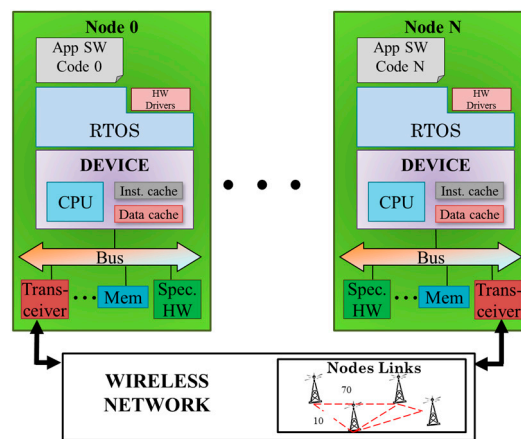 Node 0
App SW
Code 0
HW
Drivers
RTOS
DEVICE
CPU
Inst. cache
Data cache
Bus
Trans-
ceiver
Mem
Spec.
HW
Node N
App SW
Code N
HW
Drivers
RTOS
DEVICE
CPU
Inst. cache
Data cache
Bus
Spec.
HW
Mem
Trans-
ceiver
WIRELESS
NETWORK
Nodes Links
70
10